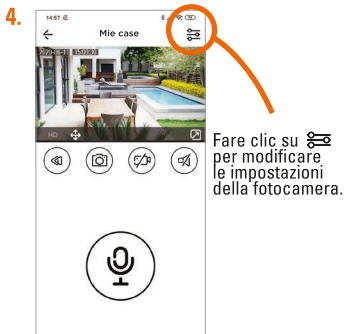 4.
14:57
Mie case
HD
Fare clic su
per modificare
le impostazioni
della fotocamera.